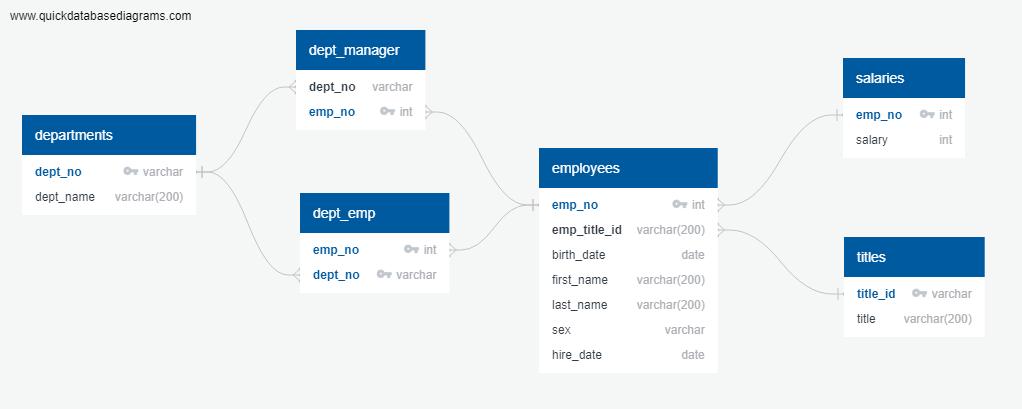 www.quickdatabasediagrams.com
departments
dept_no varchar
dept_name varchar(200)
dept_manager
dept_no varchar
emp_no int
dept_emp
emp_no int
dept_no varchar
employees
emp_no int
emp_title_id varchar(200)
birth_date date
first_name varchar(200)
last_name varchar(200)
sex varchar
hire_date date
salaries
emp_no int
salary int
titles
title_id varchar
title varchar(200)